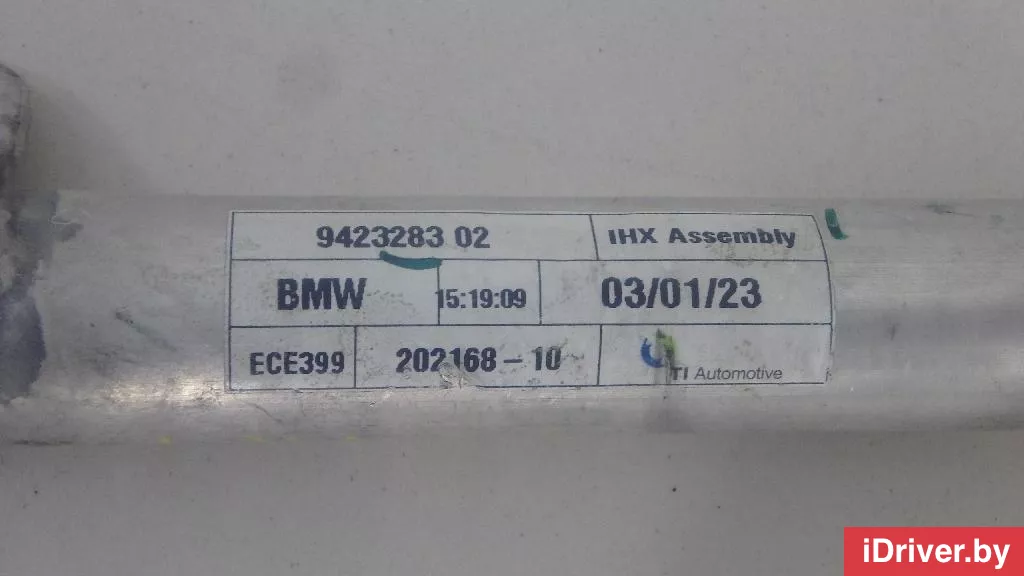 9423283 02 IHX Assembly
BMW 15:19:09 03/01/23
ECE399 202168-10 TI Automotive
iDriver.by